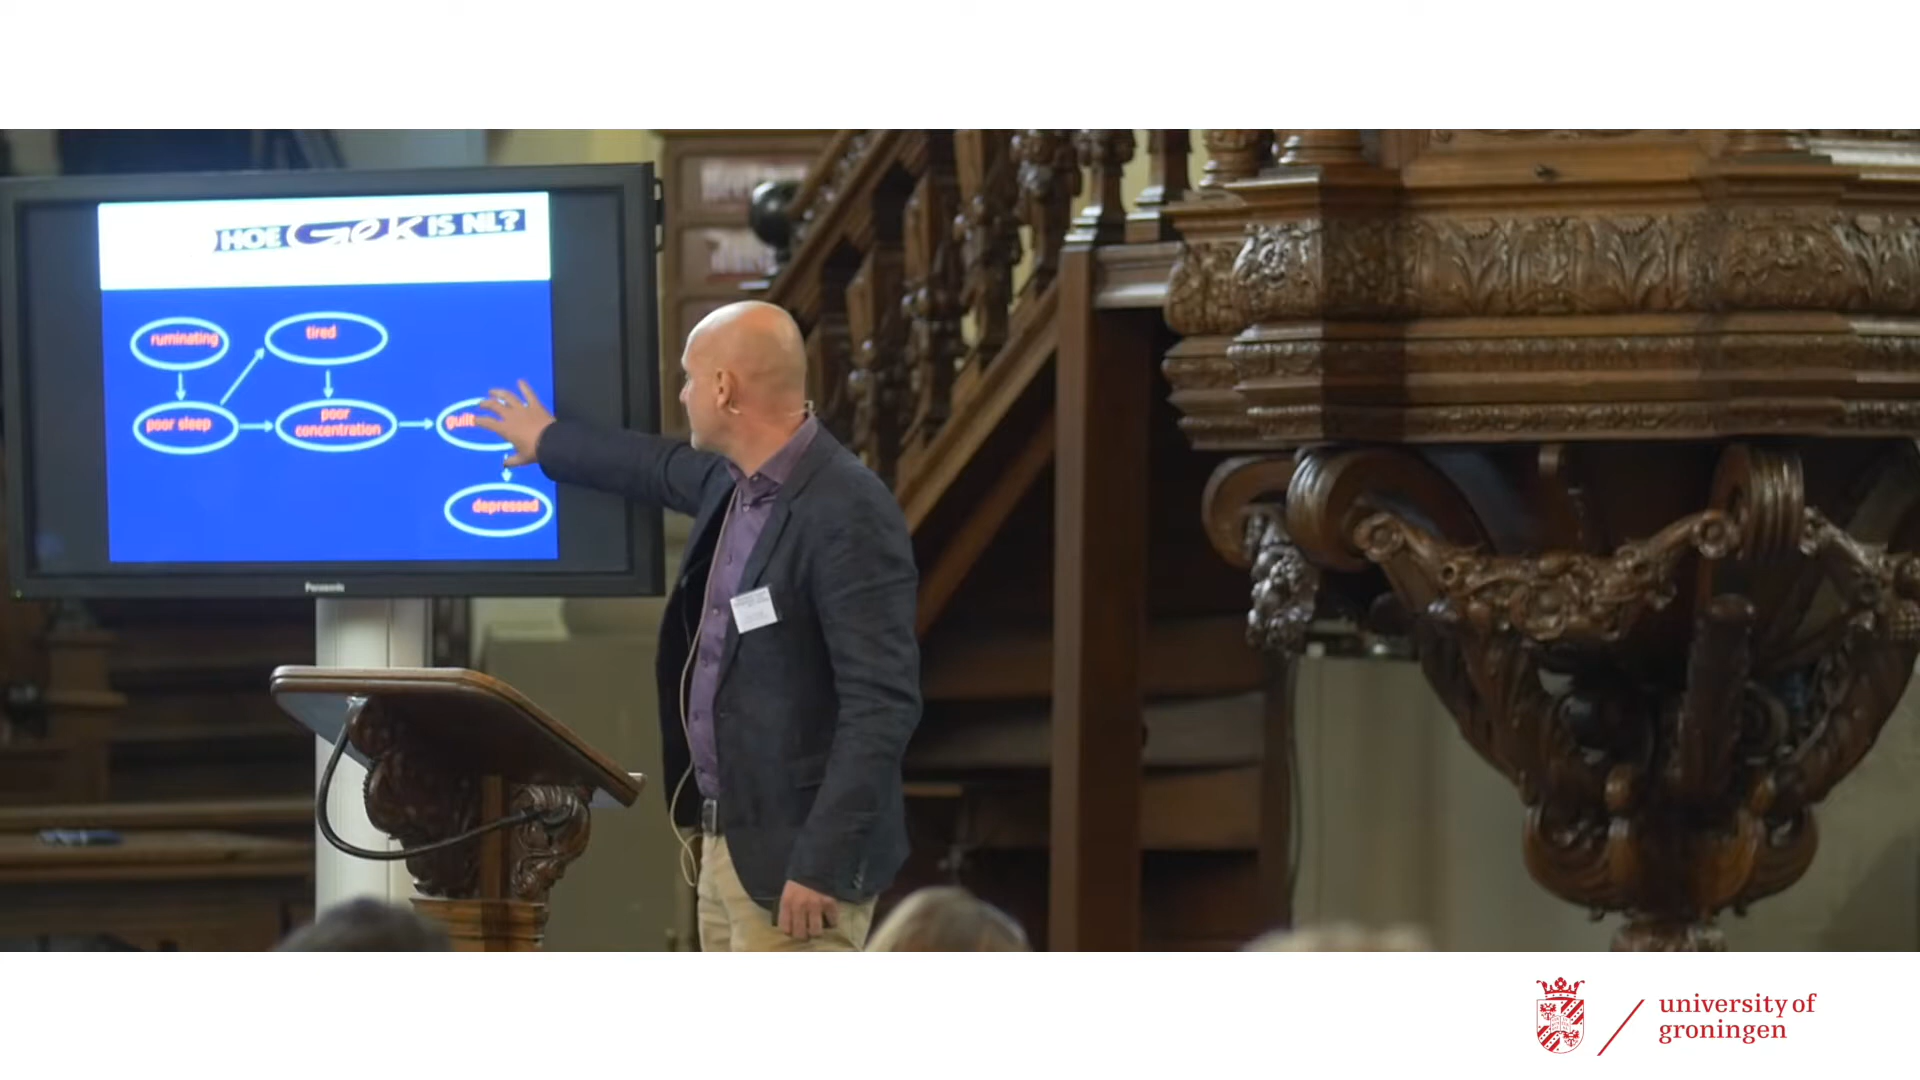 HOE GEK IS NL?
ruminating
tired
poor sleep
poor
concentration
guilt
depressed
Panasonic
university of
groningen